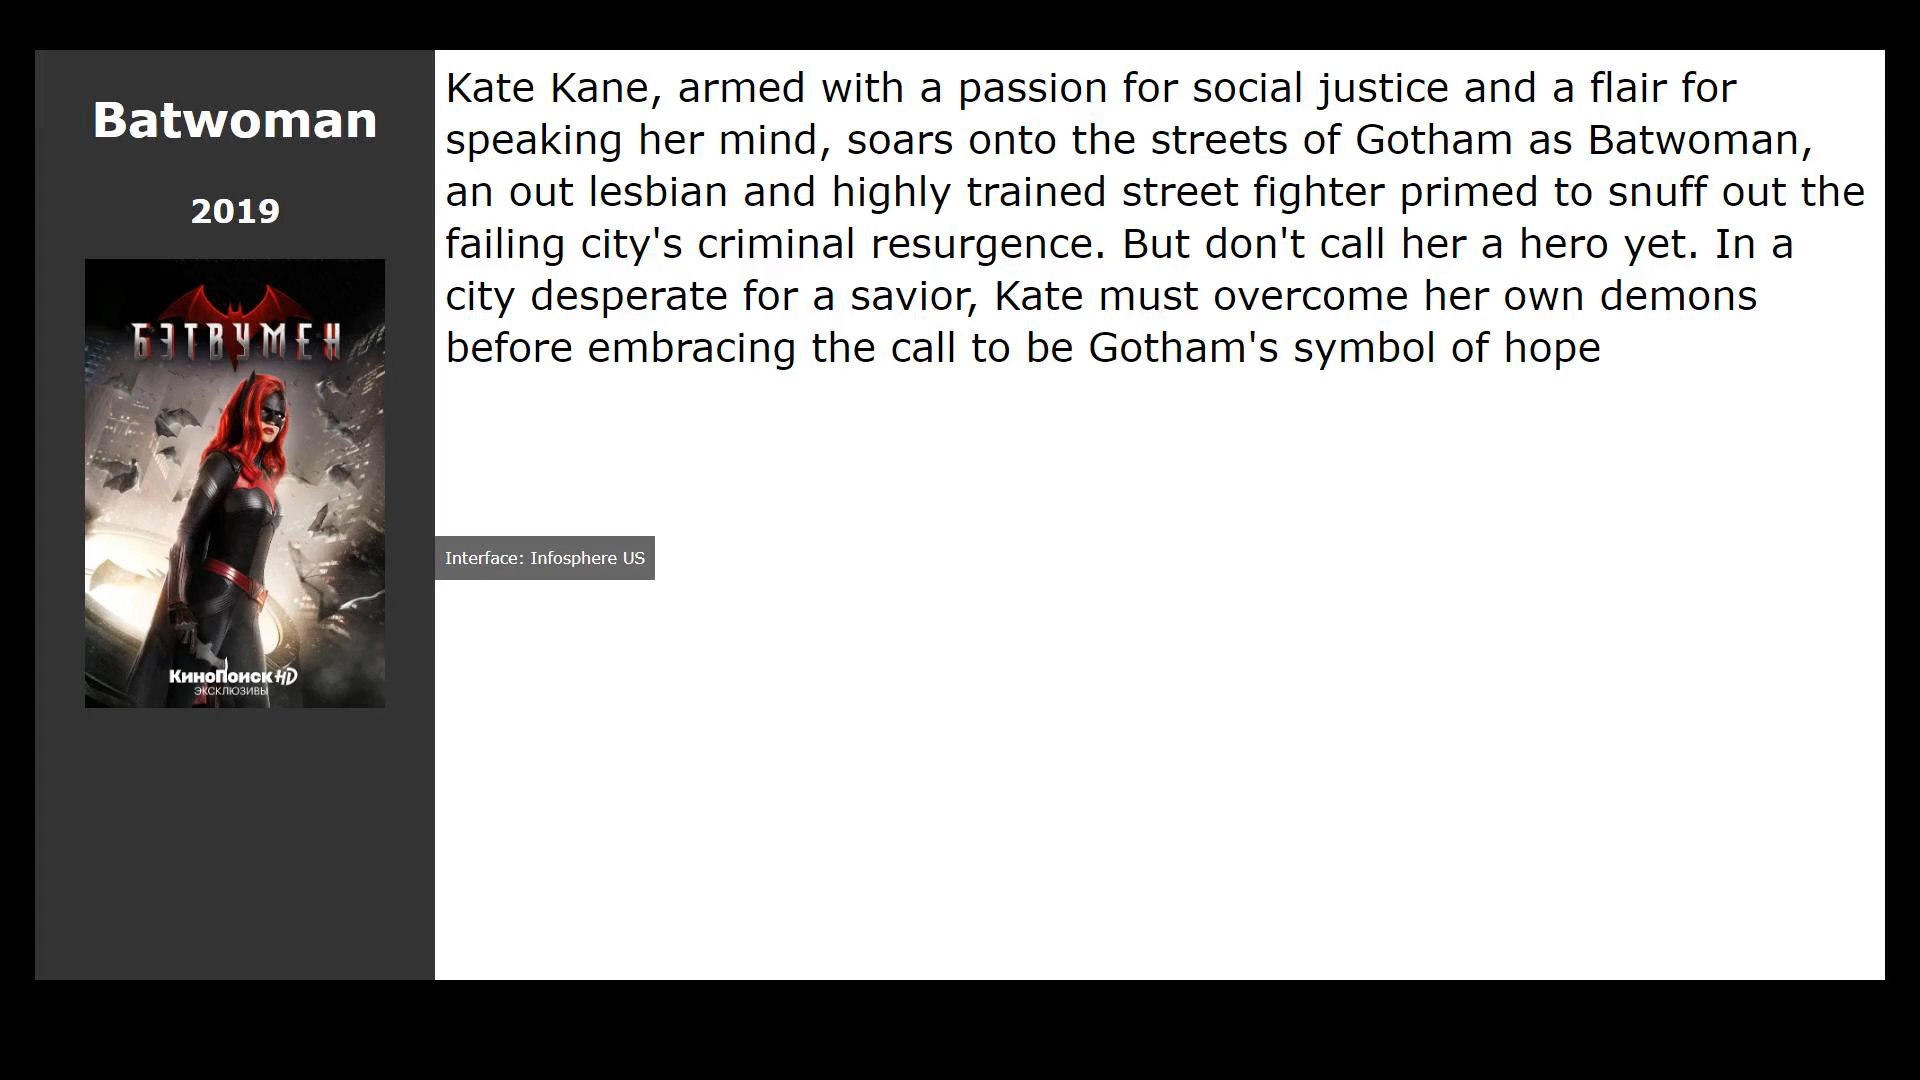 Batwoman
2019
БЭТВУМЕН
КиноПоиск HD
ЭКСКЛЮЗИВЫ
Kate Kane, armed with a passion for social justice and a flair for
speaking her mind, soars onto the streets of Gotham as Batwoman,
an out lesbian and highly trained street fighter primed to snuff out the
failing city's criminal resurgence. But don't call her a hero yet. In a
city desperate for a savior, Kate must overcome her own demons
before embracing the call to be Gotham's symbol of hope
Interface: Infosphere US